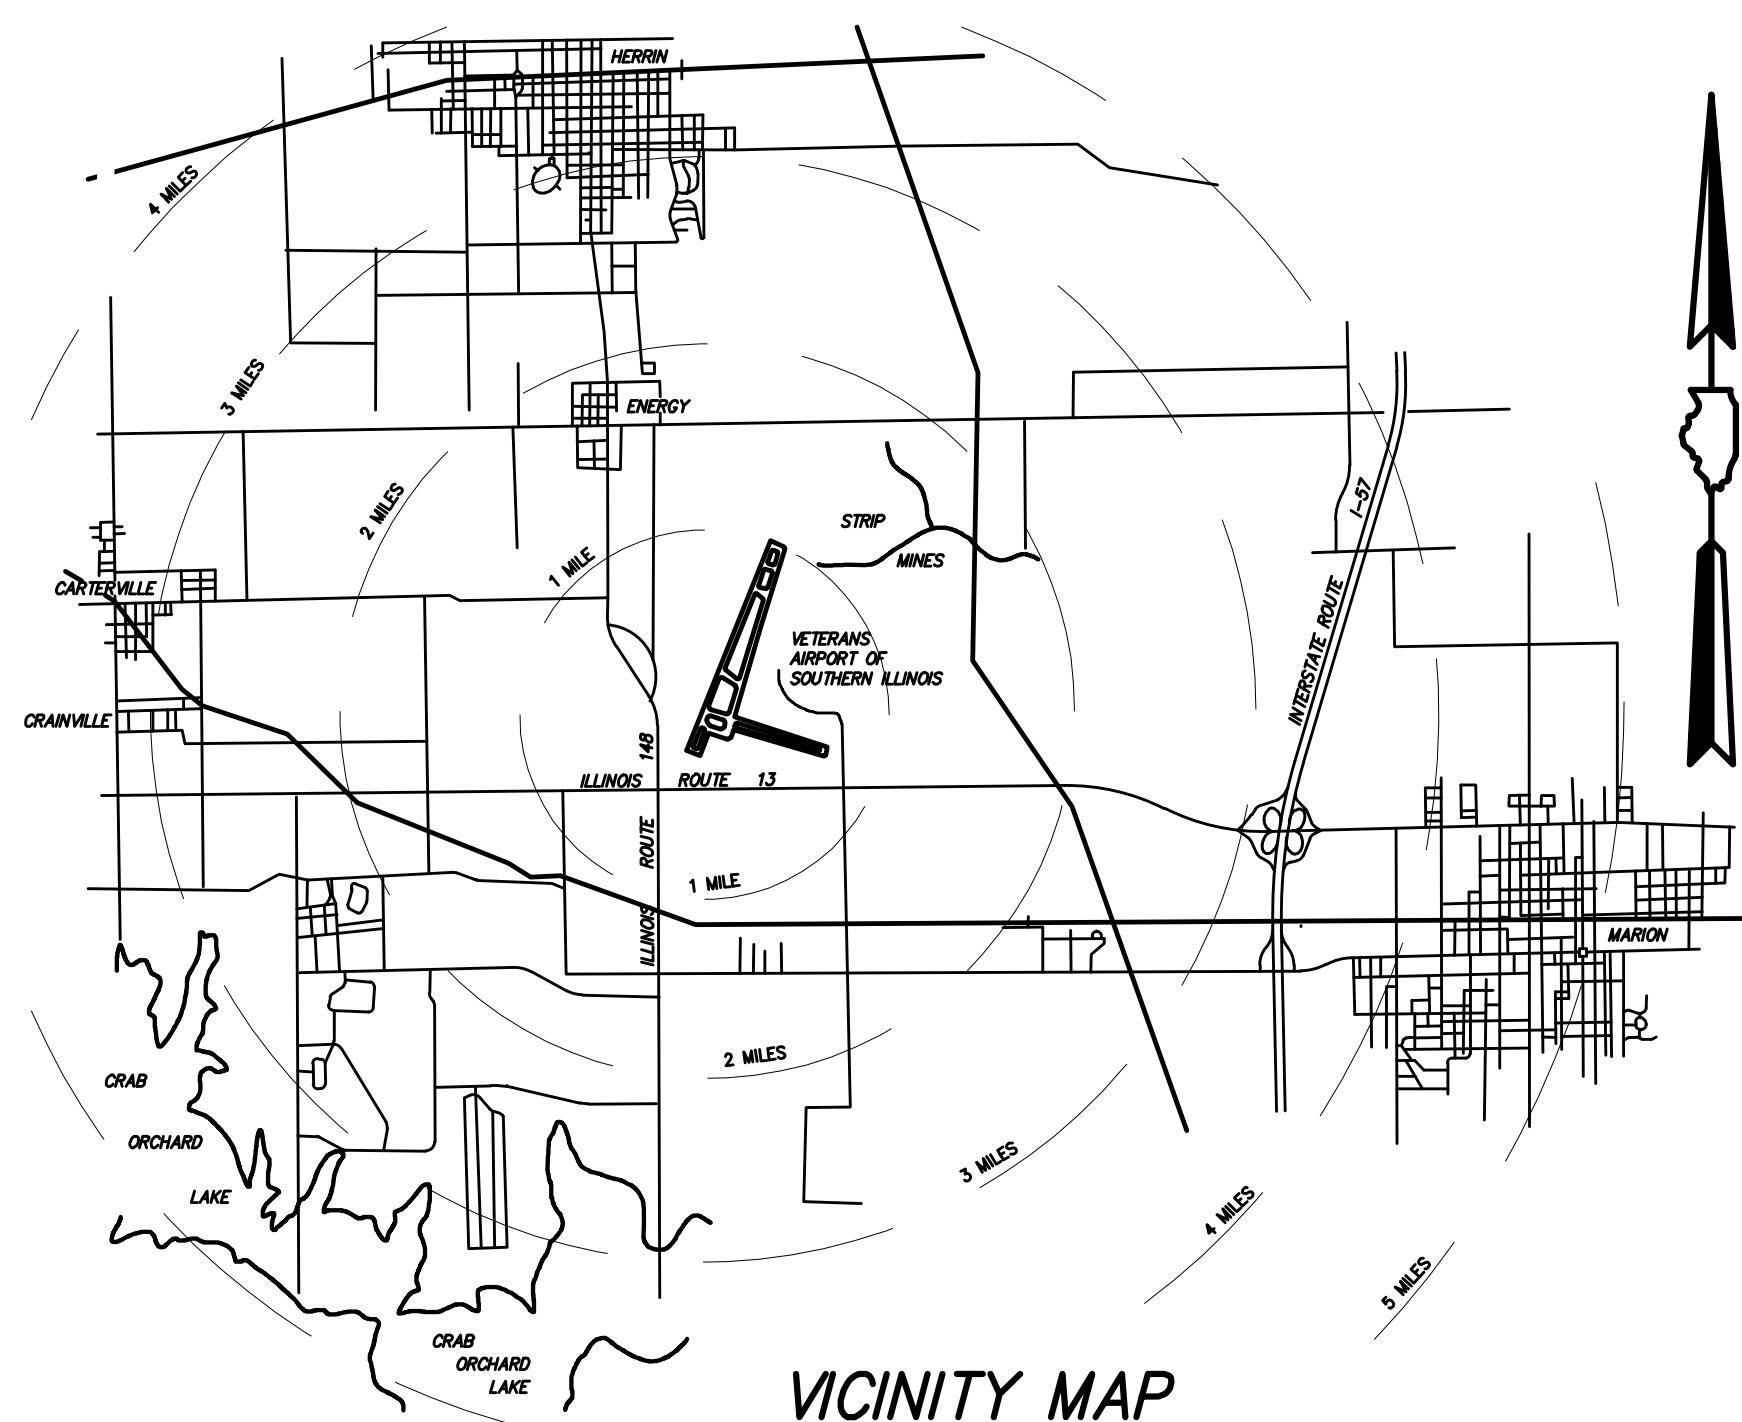 HERRIN
4 MILES
3 MILES
ENERGY
2 MILES
I-57
STRIP
MINES
1 MILE
CARTERVILLE
INTERSTATE ROUTE
VETERANS
AIRPORT OF
SOUTHERN ILLINOIS
CRAINVILLE
ILLINOIS ROUTE 148
ILLINOIS ROUTE 13
1 MILE
MARION
2 MILES
CRAB
ORCHARD
LAKE
3 MILES
4 MILES
5 MILES
CRAB
ORCHARD
LAKE
VICINITY MAP